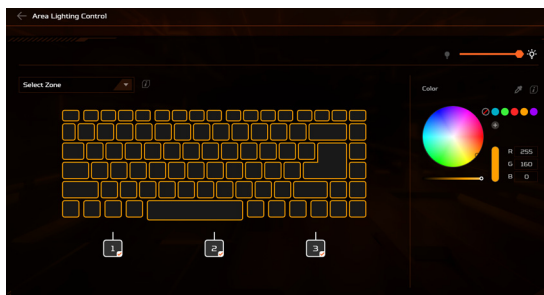 Area Lighting Control
Select Zone
Color
R 255
G 160
B 0
1 2 3